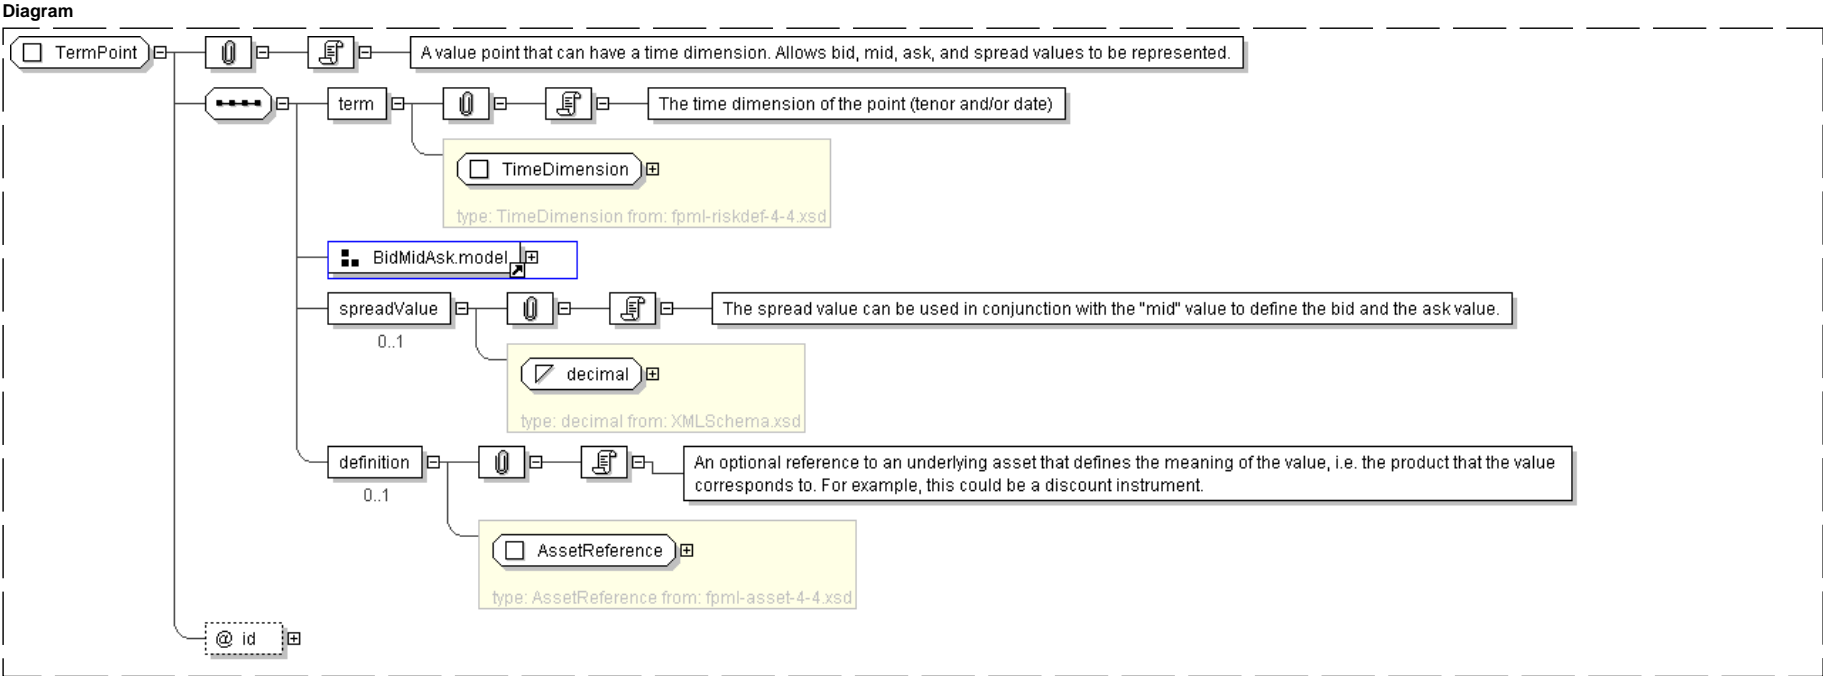 Diagram
TermPoint
A value point that can have a time dimension. Allows bid, mid, ask, and spread values to be represented.
term
The time dimension of the point (tenor and/or date)
TimeDimension
type: TimeDimension from: fpml-riskdef-4-4.xsd
BidMidAsk.model
spreadValue
The spread value can be used in conjunction with the "mid" value to define the bid and the ask value.
0..1
decimal
type: decimal from: XMLSchema.xsd
definition
An optional reference to an underlying asset that defines the meaning of the value, i.e. the product that the value
corresponds to. For example, this could be a discount instrument.
0..1
AssetReference
type: AssetReference from: fpml-asset-4-4.xsd
@ id